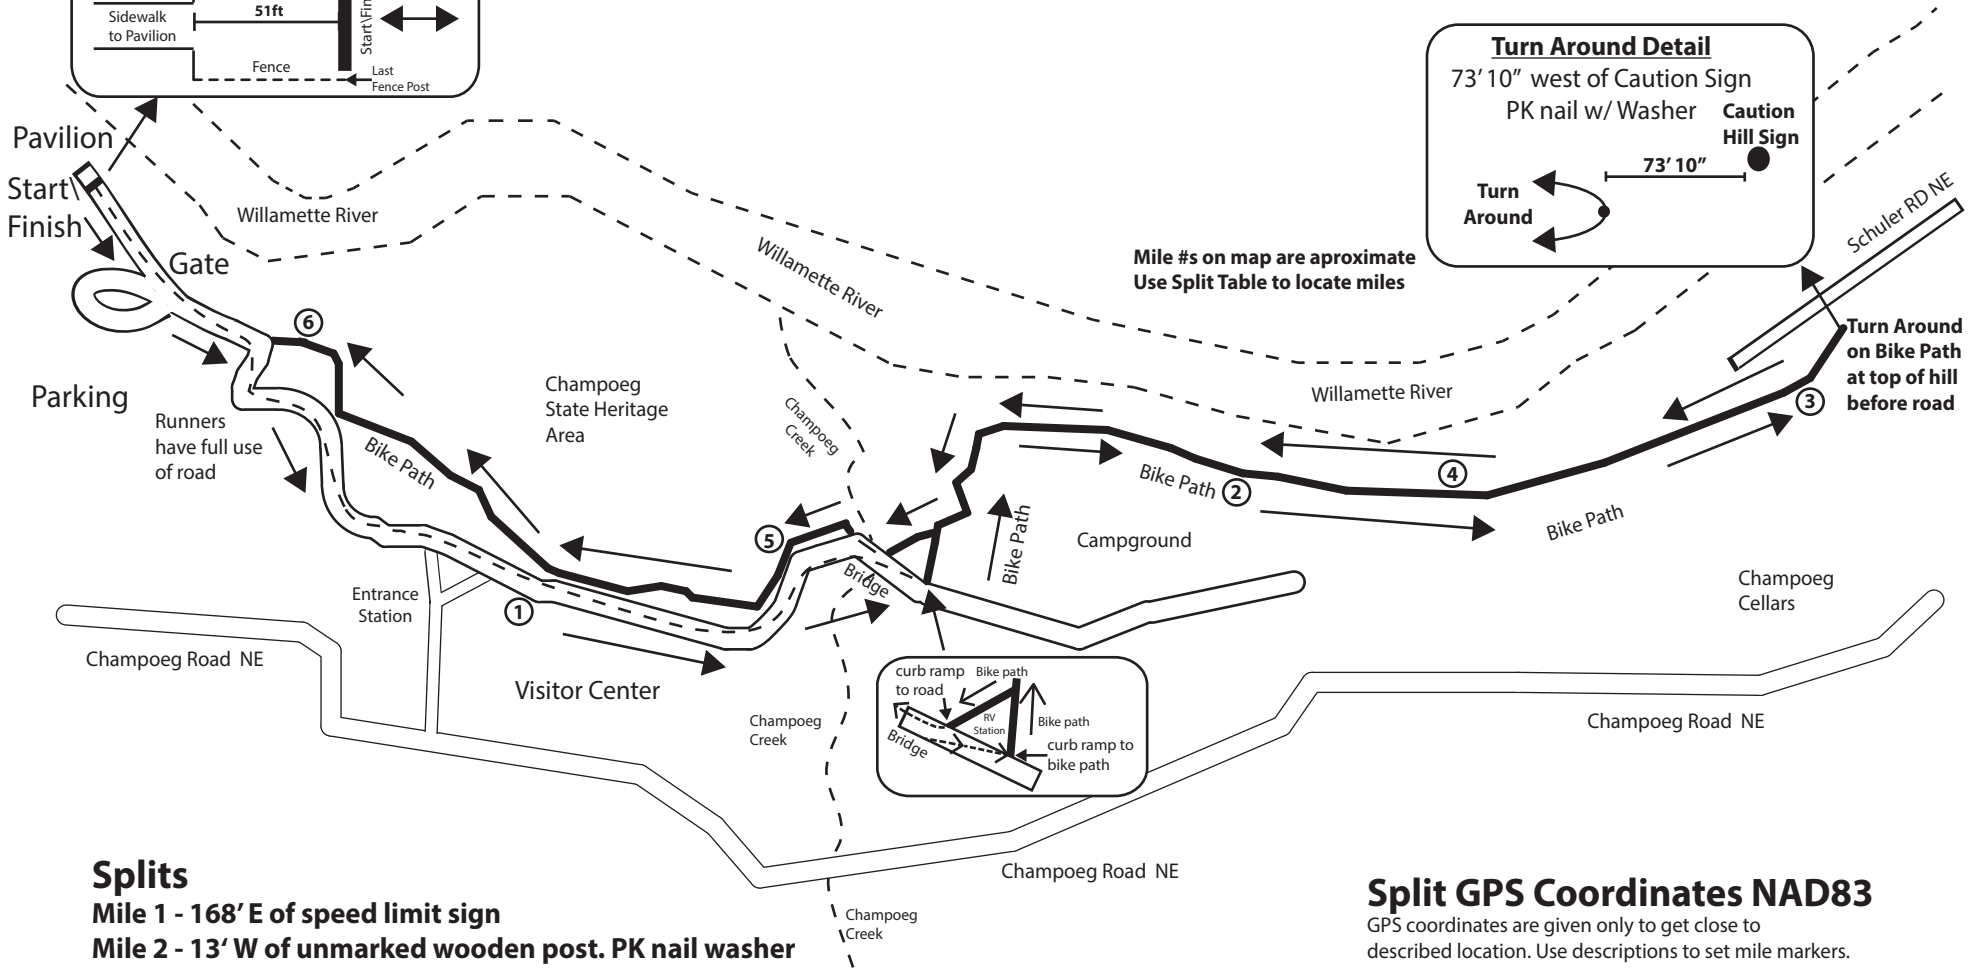 Sidewalk
to Pavilion
51ft
Start\Fin
Fence
Last
Fence Post
Turn Around Detail
73' 10" west of Caution Sign
PK nail w/ Washer
Caution
Hill Sign
73' 10"
Turn
Around
Pavilion
Start\
Finish
Gate
Willamette River
Willamette River
Mile #s on map are aproximate
Use Split Table to locate miles
Schuler RD NE
Turn Around
on Bike Path
at top of hill
before road
6
Parking
Runners
have full use
of road
Champoeg
State Heritage
Area
Champoeg
Creek
Willamette River
3
Bike Path
4
Bike Path
2
Bike Path
5
Bike Path
Campground
Bridge
Entrance
Station
1
Champoeg
Cellars
Champoeg Road NE
Visitor Center
curb ramp
to road
Bike path
RV
Station
Bike path
Bridge
curb ramp to
bike path
Champoeg
Creek
Champoeg Road NE
Champoeg Road NE
Champoeg
Creek
Splits
Mile 1 - 168' E of speed limit sign
Mile 2 - 13' W of unmarked wooden post. PK nail washer
Split GPS Coordinates NAD83
GPS coordinates are given only to get close to
described location. Use descriptions to set mile markers.